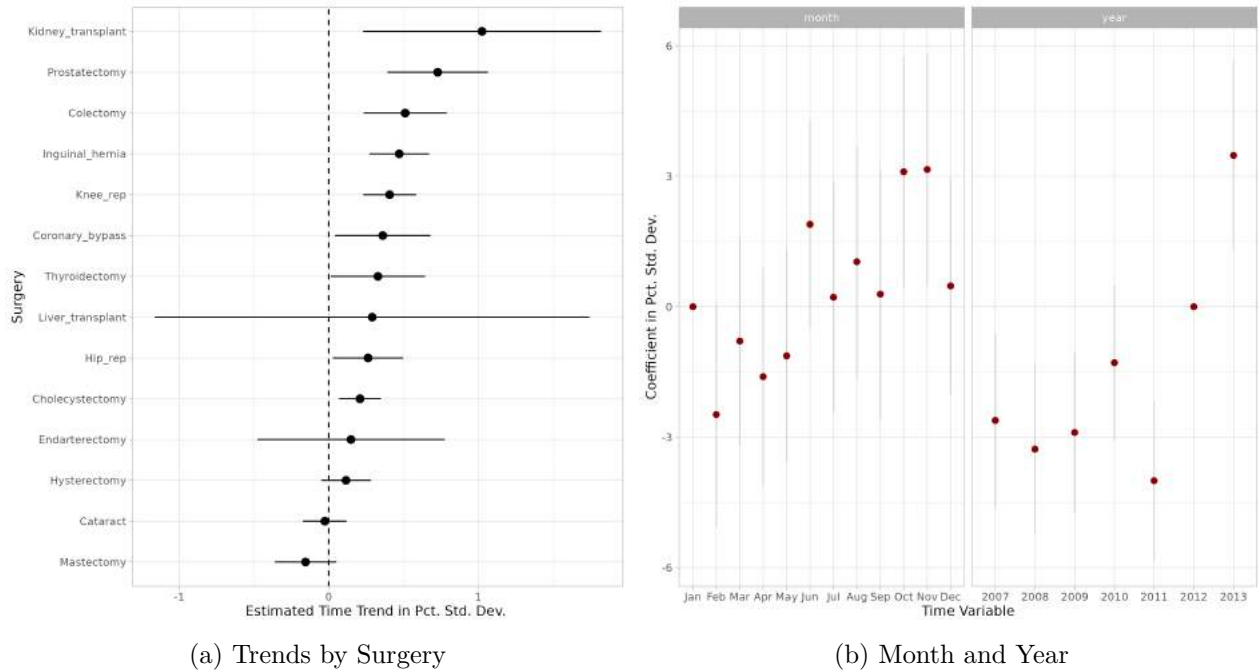 Kidney_transplant
Prostatectomy
Colectomy
Inguinal_hernia
Knee_rep
Coronary_bypass
Thyroidectomy
Liver_transplant
Hip_rep
Cholecystectomy
Endarterectomy
Hysterectomy
Cataract
Mastectomy
Surgery
-1 0 1
Estimated Time Trend in Pct. Std. Dev.
(a) Trends by Surgery
month year
6
3
0
-3
-6
Coefficient in Pct. Std. Dev.
Jan Feb Mar Apr May Jun Jul Aug Sep Oct Nov Dec 2007 2008 2009 2010 2011 2012 2013
Time Variable
(b) Month and Year